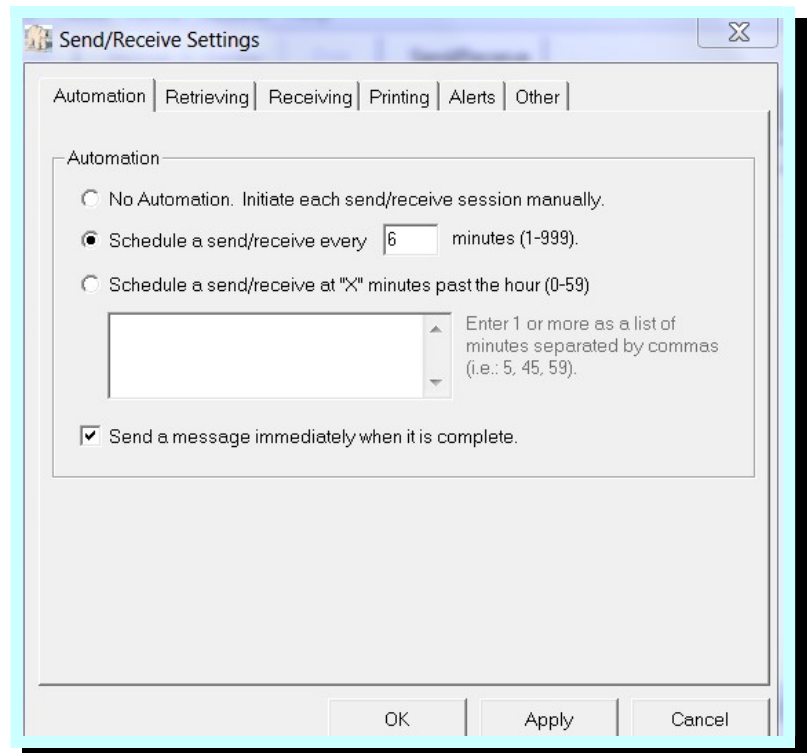 Send/Receive Settings
Automation Retrieving Receiving Printing Alerts Other
Automation
No Automation. Initiate each send/receive session manually.
Schedule a send/receive every 6 minutes (1-999).
Schedule a send/receive at "X" minutes past the hour (0-59)
Enter 1 or more as a list of
minutes separated by commas
(i.e.: 5, 45, 59).
Send a message immediately when it is complete.
OK Apply Cancel